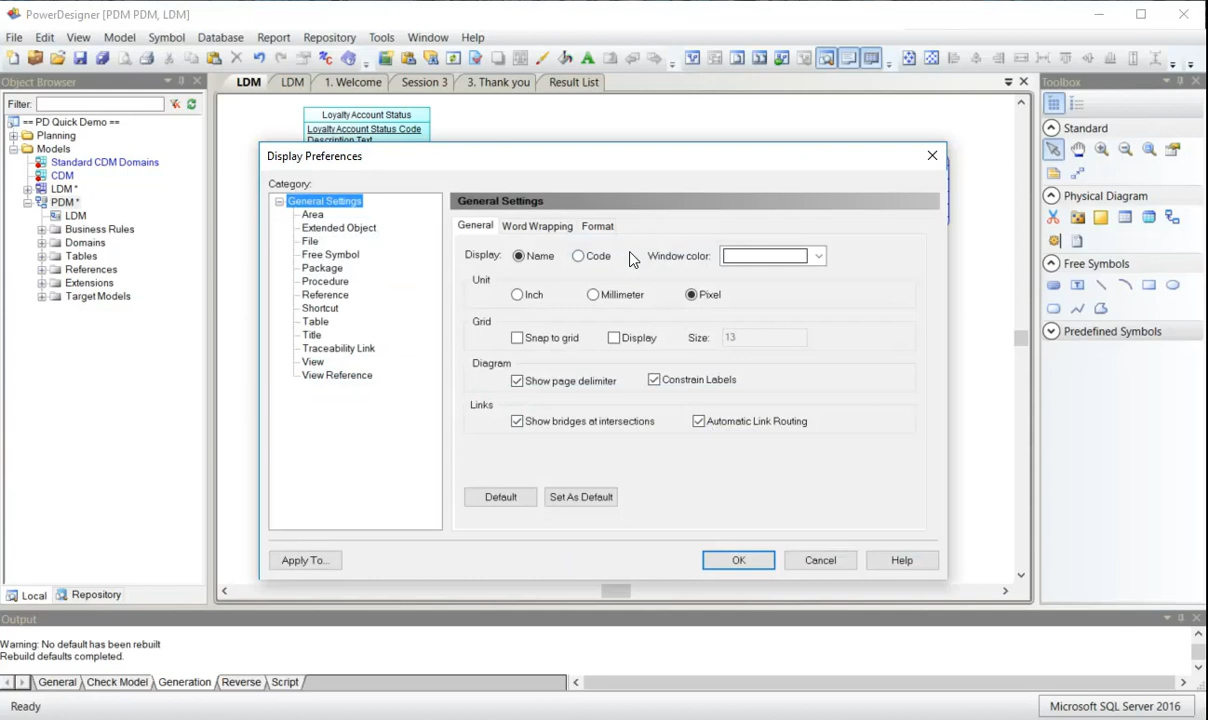 PowerDesigner [PDM PDM, LDM]
File Edit View Model Symbol Database Report Repository Tools Window Help
Object Browser
LDM LDM 1. Welcome Session 3 3. Thank you Result List
Toolbox
Filter:
== PD Quick Demo ==
Planning
Models
Standard CDM Domains
CDM
LDM *
PDM *
LDM
Business Rules
Domains
Tables
References
Extensions
Target Models
Local Repository
Loyalty Account Status
Loyalty Account Status Code
Description Text
Display Preferences
Category:
General Settings
Area
Extended Object
File
Free Symbol
Package
Procedure
Reference
Shortcut
Table
Title
Traceability Link
View
View Reference
General Settings
General Word Wrapping Format
Display: Name Code Window color:
Unit
Inch Millimeter Pixel
Grid
Snap to grid Display Size: 13
Diagram
Show page delimiter Constrain Labels
Links
Show bridges at intersections Automatic Link Routing
Default Set As Default
Apply To... OK Cancel Help
Standard
Physical Diagram
Free Symbols
Predefined Symbols
Output
Warning: No default has been rebuilt
Rebuild defaults completed.
General Check Model Generation Reverse Script
Ready Microsoft SQL Server 2016